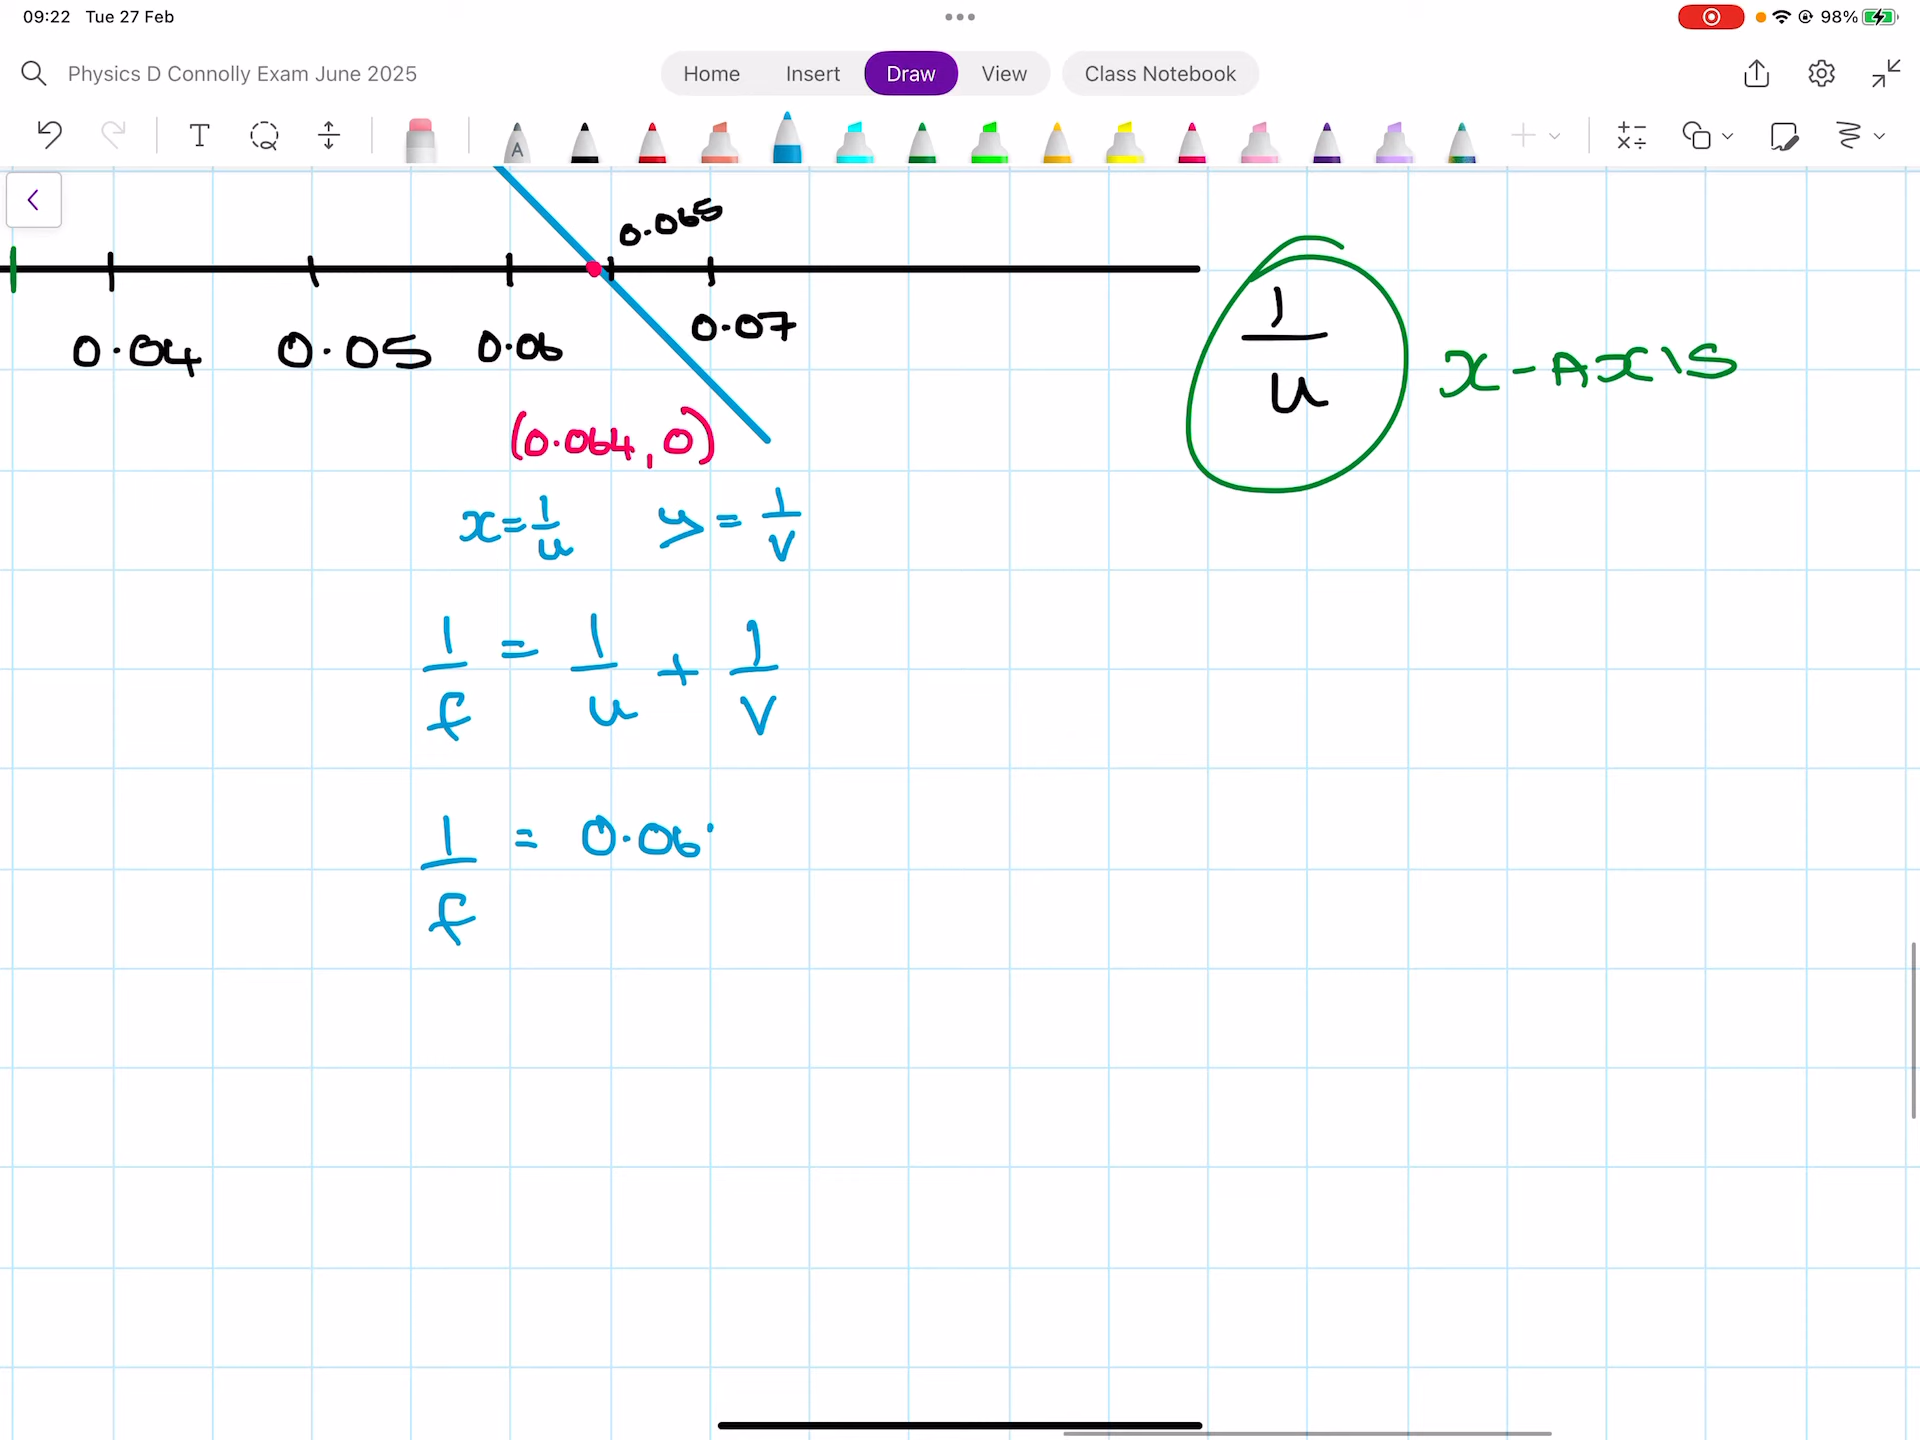 09:22 Tue 27 Feb
98%
Physics D Connolly Exam June 2025
Home Insert Draw View Class Notebook
T A
0.065
0.04 0.05 0.06 0.07
1/u x-AxIS
(0.064, 0)
x = 1/u y = 1/v
1/f = 1/u + 1/v
1/f = 0.06